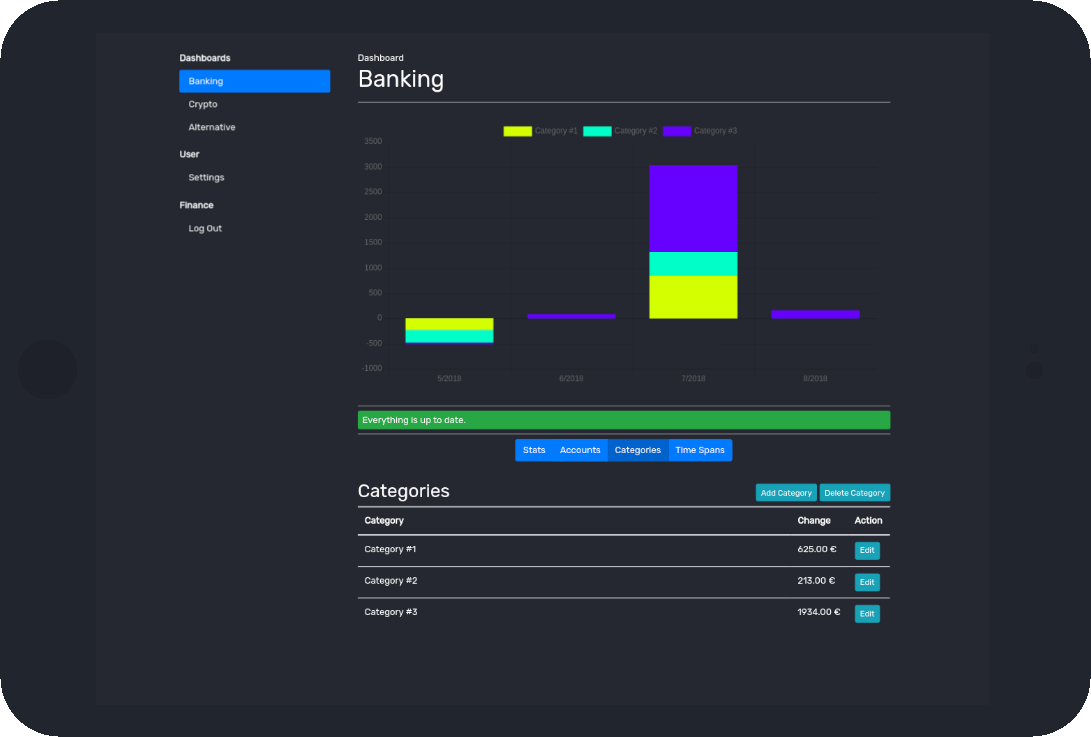 Dashboards
Banking
Crypto
Alternative
User
Settings
Finance
Log Out
Dashboard
Banking
Category #1 Category #2 Category #3
3500
3000
2500
2000
1500
1000
500
0
-500
-1000
5/2018 6/2018 7/2018 8/2018
Everything is up to date.
Stats Accounts Categories Time Spans
Categories Add Category Delete Category
Category Change Action
Category #1 625.00 € Edit
Category #2 213.00 € Edit
Category #3 1934.00 € Edit